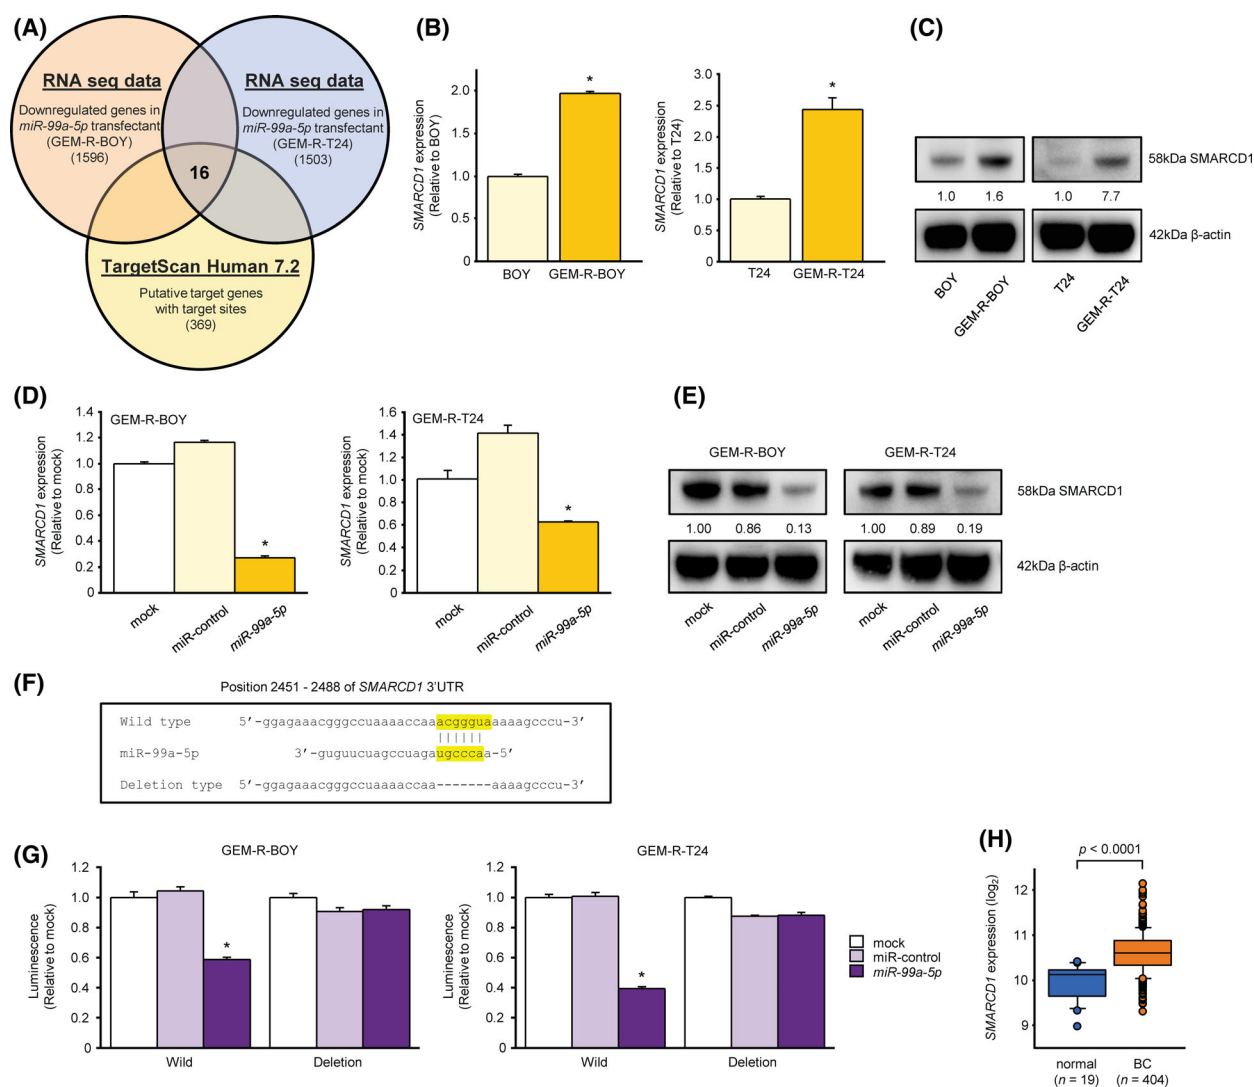 (A)
RNA seq data
Downregulated genes in
miR-99a-5p transfectant
(GEM-R-BOY)
(1596)
RNA seq data
Downregulated genes in
miR-99a-5p transfectant
(GEM-R-T24)
(1503)
16
TargetScan Human 7.2
Putative target genes
with target sites
(369)
(B)
SMARCD1 expression
(Relative to BOY)
2.0
1.5
1.0
0.5
0
*
BOY GEM-R-BOY
SMARCD1 expression
(Relative to T24)
3.0
2.5
2.0
1.5
1.0
0.5
0
*
T24 GEM-R-T24
(C)
58kDa SMARCD1
1.0 1.6 1.0 7.7
42kDa β-actin
BOY
GEM-R-BOY
T24
GEM-R-T24
(D)
GEM-R-BOY
SMARCD1 expression
(Relative to mock)
1.4
1.2
1.0
0.8
0.6
0.4
0.2
0
*
mock
miR-control
miR-99a-5p
GEM-R-T24
SMARCD1 expression
(Relative to mock)
1.6
1.4
1.2
1.0
0.8
0.6
0.4
0.2
0
*
mock
miR-control
miR-99a-5p
(E)
GEM-R-BOY GEM-R-T24
58kDa SMARCD1
1.00 0.86 0.13 1.00 0.89 0.19
42kDa β-actin
mock
miR-control
miR-99a-5p
mock
miR-control
miR-99a-5p
(F)
Position 2451 - 2488 of SMARCD1 3'UTR
Wild type 5'-ggagaaacgggccuaaaaccaaacggguaaaaagcccu-3'
miR-99a-5p 3'-guguucuagccuagaugcccaa-5'
Deletion type 5'-ggagaaacgggccuaaaaccaa-------aaaagcccu-3'
(G)
GEM-R-BOY
Luminescence
(Relative to mock)
1.2
1.0
0.8
0.6
0.4
0.2
0
*
Wild Deletion
GEM-R-T24
Luminescence
(Relative to mock)
1.2
1.0
0.8
0.6
0.4
0.2
0
*
Wild Deletion
mock
miR-control
miR-99a-5p
(H)
p < 0.0001
SMARCD1 expression (log2)
12
11
10
9
normal
(n = 19)
BC
(n = 404)